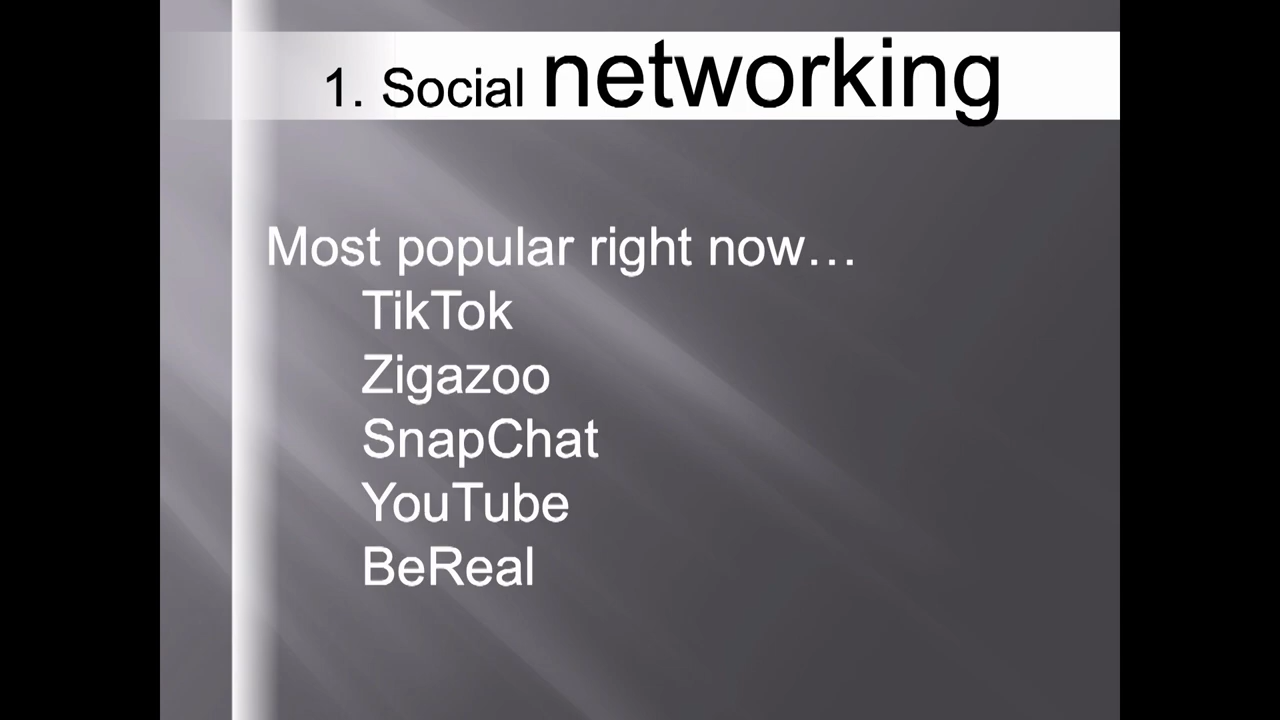 1. Social networking
Most popular right now…
TikTok
Zigazoo
SnapChat
YouTube
BeReal